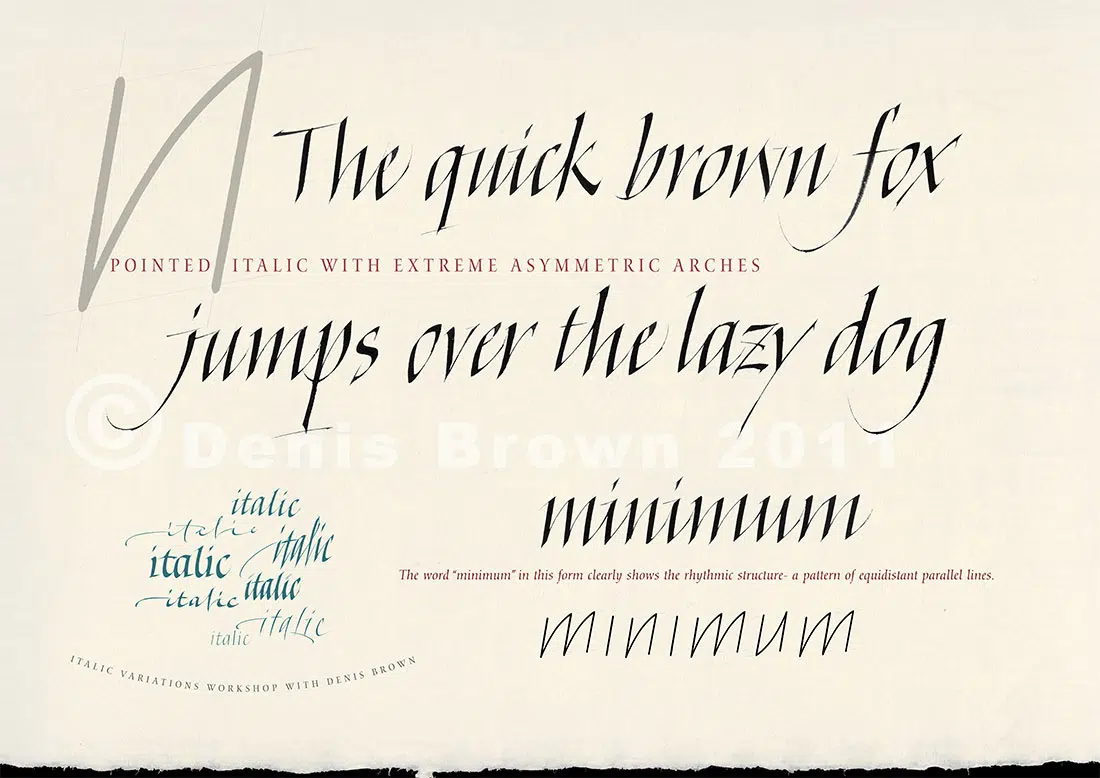 n
The quick brown fox
POINTED ITALIC WITH EXTREME ASYMMETRIC ARCHES
jumps over the lazy dog
© Denis Brown 2011
italic
italic
italic
italic
italic
italic
italic
italic
minimum
The word “minimum” in this form clearly shows the rhythmic structure- a pattern of equidistant parallel lines.
minimum
ITALIC VARIATIONS WORKSHOP WITH DENIS BROWN